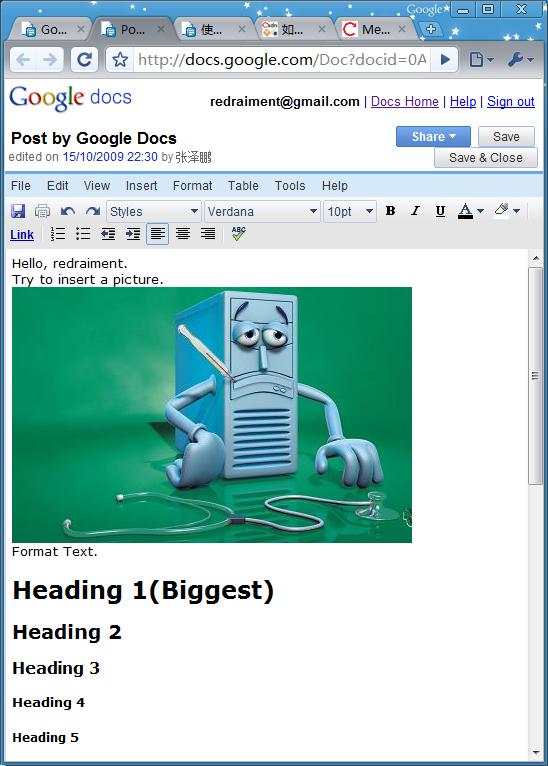 Google
Go...
Po...
使...
如...
Me...
http://docs.google.com/Doc?docid=0A
Google docs
redraiment@gmail.com | Docs Home | Help | Sign out
Post by Google Docs
Share
Save
edited on 15/10/2009 22:30 by 张泽鹏
Save & Close
File Edit View Insert Format Table Tools Help
Styles Verdana 10pt B I U A
Link ABC
Hello, redraiment.
Try to insert a picture.
Format Text.
Heading 1(Biggest)
Heading 2
Heading 3
Heading 4
Heading 5